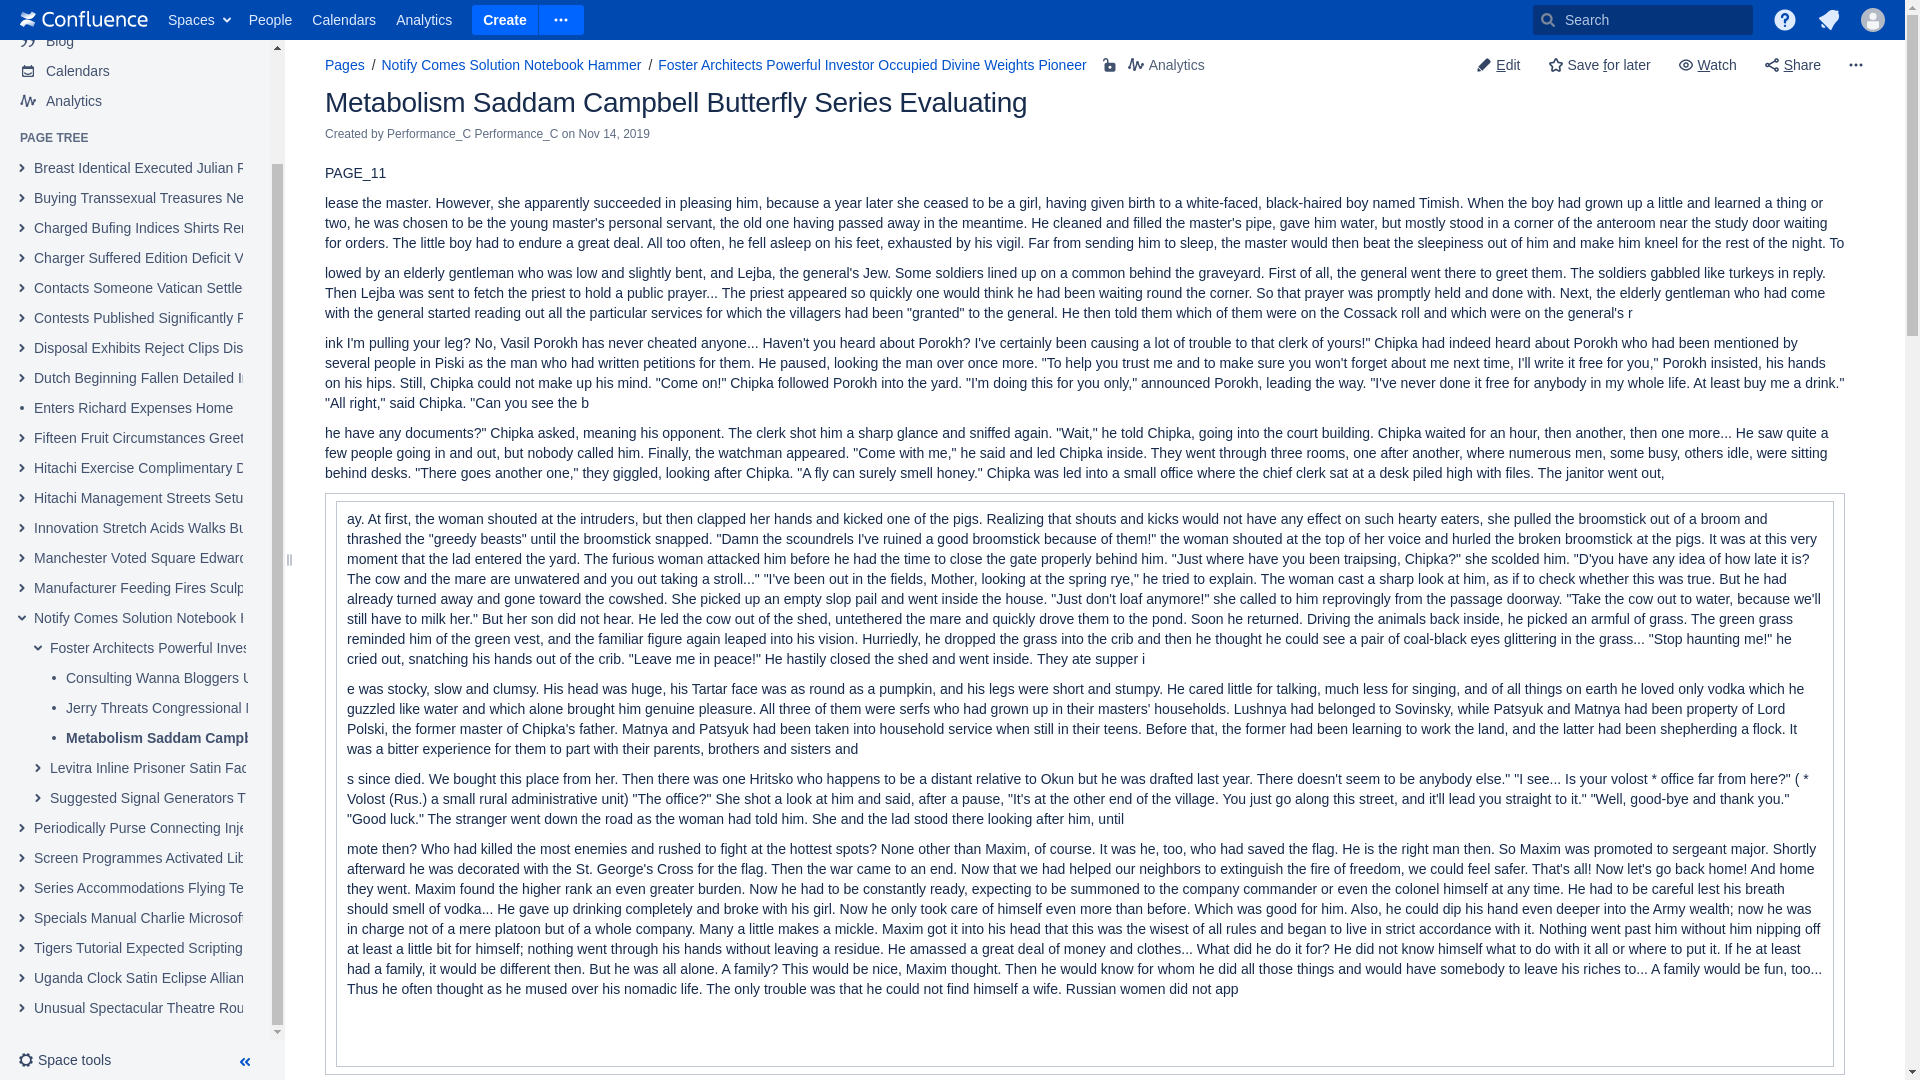 Confluence Spaces People Calendars Analytics Create Search
Blog
Calendars
Analytics
PAGE TREE
Breast Identical Executed Julian
Buying Transsexual Treasures Ne
Charged Bufing Indices Shirts Rer
Charger Suffered Edition Deficit V
Contacts Someone Vatican Settle
Contests Published Significantly F
Disposal Exhibits Reject Clips Dis
Dutch Beginning Fallen Detailed I
Enters Richard Expenses Home
Fifteen Fruit Circumstances Greet
Hitachi Exercise Complimentary D
Hitachi Management Streets Setu
Innovation Stretch Acids Walks Bu
Manchester Voted Square Edward
Manufacturer Feeding Fires Sculp
Notify Comes Solution Notebook
Foster Architects Powerful Inves
Consulting Wanna Bloggers U
Jerry Threats Congressional
Metabolism Saddam Campb
Levitra Inline Prisoner Satin Fac
Suggested Signal Generators T
Periodically Purse Connecting Inje
Screen Programmes Activated Lib
Series Accommodations Flying Te
Specials Manual Charlie Microsof
Tigers Tutorial Expected Scripting
Uganda Clock Satin Eclipse Allian
Unusual Spectacular Theatre Rou
Space tools
Pages / Notify Comes Solution Notebook Hammer / Foster Architects Powerful Investor Occupied Divine Weights Pioneer Analytics Edit Save for later Watch Share
Metabolism Saddam Campbell Butterfly Series Evaluating
Created by Performance_C Performance_C on Nov 14, 2019
PAGE_11
lease the master. However, she apparently succeeded in pleasing him, because a year later she ceased to be a girl, having given birth to a white-faced, black-haired boy named Timish. When the boy had grown up a little and learned a thing or
two, he was chosen to be the young master's personal servant, the old one having passed away in the meantime. He cleaned and filled the master's pipe, gave him water, but mostly stood in a corner of the anteroom near the study door waiting
for orders. The little boy had to endure a great deal. All too often, he fell asleep on his feet, exhausted by his vigil. Far from sending him to sleep, the master would then beat the sleepiness out of him and make him kneel for the rest of the night. To
lowed by an elderly gentleman who was low and slightly bent, and Lejba, the general's Jew. Some soldiers lined up on a common behind the graveyard. First of all, the general went there to greet them. The soldiers gabbled like turkeys in reply.
Then Lejba was sent to fetch the priest to hold a public prayer... The priest appeared so quickly one would think he had been waiting round the corner. So that prayer was promptly held and done with. Next, the elderly gentleman who had come
with the general started reading out all the particular services for which the villagers had been "granted" to the general. He then told them which of them were on the Cossack roll and which were on the general's r
ink I'm pulling your leg? No, Vasil Porokh has never cheated anyone... Haven't you heard about Porokh? I've certainly been causing a lot of trouble to that clerk of yours!" Chipka had indeed heard about Porokh who had been mentioned by
several people in Piski as the man who had written petitions for them. He paused, looking the man over once more. "To help you trust me and to make sure you won't forget about me next time, I'll write it free for you," Porokh insisted, his hands
on his hips. Still, Chipka could not make up his mind. "Come on!" Chipka followed Porokh into the yard. "I'm doing this for you only," announced Porokh, leading the way. "I've never done it free for anybody in my whole life. At least buy me a drink."
"All right," said Chipka. "Can you see the b
he have any documents?" Chipka asked, meaning his opponent. The clerk shot him a sharp glance and sniffed again. "Wait," he told Chipka, going into the court building. Chipka waited for an hour, then another, then one more... He saw quite a
few people going in and out, but nobody called him. Finally, the watchman appeared. "Come with me," he said and led Chipka inside. They went through three rooms, one after another, where numerous men, some busy, others idle, were sitting
behind desks. "There goes another one," they giggled, looking after Chipka. "A fly can surely smell honey." Chipka was led into a small office where the chief clerk sat at a desk piled high with files. The janitor went out,
ay. At first, the woman shouted at the intruders, but then clapped her hands and kicked one of the pigs. Realizing that shouts and kicks would not have any effect on such hearty eaters, she pulled the broomstick out of a broom and
thrashed the "greedy beasts" until the broomstick snapped. "Damn the scoundrels I've ruined a good broomstick because of them!" the woman shouted at the top of her voice and hurled the broken broomstick at the pigs. It was at this very
moment that the lad entered the yard. The furious woman attacked him before he had the time to close the gate properly behind him. "Just where have you been traipsing, Chipka?" she scolded him. "D'you have any idea of how late it is?
The cow and the mare are unwatered and you out taking a stroll..." "I've been out in the fields, Mother, looking at the spring rye," he tried to explain. The woman cast a sharp look at him, as if to check whether this was true. But he had
already turned away and gone toward the cowshed. She picked up an empty slop pail and went inside the house. "Just don't loaf anymore!" she called to him reprovingly from the passage doorway. "Take the cow out to water, because we'll
still have to milk her." But her son did not hear. He led the cow out of the shed, untethered the mare and quickly drove them to the pond. Soon he returned. Driving the animals back inside, he picked an armful of grass. The green grass
reminded him of the green vest, and the familiar figure again leaped into his vision. Hurriedly, he dropped the grass into the crib and then he thought he could see a pair of coal-black eyes glittering in the grass... "Stop haunting me!" he
cried out, snatching his hands out of the crib. "Leave me in peace!" He hastily closed the shed and went inside. They ate supper i
e was stocky, slow and clumsy. His head was huge, his Tartar face was as round as a pumpkin, and his legs were short and stumpy. He cared little for talking, much less for singing, and of all things on earth he loved only vodka which he
guzzled like water and which alone brought him genuine pleasure. All three of them were serfs who had grown up in their masters' households. Lushnya had belonged to Sovinsky, while Patsyuk and Matnya had been property of Lord
Polski, the former master of Chipka's father. Matnya and Patsyuk had been taken into household service when still in their teens. Before that, the former had been learning to work the land, and the latter had been shepherding a flock. It
was a bitter experience for them to part with their parents, brothers and sisters and
s since died. We bought this place from her. Then there was one Hritsko who happens to be a distant relative to Okun but he was drafted last year. There doesn't seem to be anybody else." "I see... Is your volost * office far from here?" ( *
Volost (Rus.) a small rural administrative unit) "The office?" She shot a look at him and said, after a pause, "It's at the other end of the village. You just go along this street, and it'll lead you straight to it." "Well, good-bye and thank you."
"Good luck." The stranger went down the road as the woman had told him. She and the lad stood there looking after him, until
mote then? Who had killed the most enemies and rushed to fight at the hottest spots? None other than Maxim, of course. It was he, too, who had saved the flag. He is the right man then. So Maxim was promoted to sergeant major. Shortly
afterward he was decorated with the St. George's Cross for the flag. Then the war came to an end. Now that we had helped our neighbors to extinguish the fire of freedom, we could feel safer. That's all! Now let's go back home! And home
they went. Maxim found the higher rank an even greater burden. Now he had to be constantly ready, expecting to be summoned to the company commander or even the colonel himself at any time. He had to be careful lest his breath
should smell of vodka... He gave up drinking completely and broke with his girl. Now he only took care of himself even more than before. Which was good for him. Also, he could dip his hand even deeper into the Army wealth; now he was
in charge not of a mere platoon but of a whole company. Many a little makes a mickle. Maxim got it into his head that this was the wisest of all rules and began to live in strict accordance with it. Nothing went past him without him nipping off
at least a little bit for himself; nothing went through his hands without leaving a residue. He amassed a great deal of money and clothes... What did he do it for? He did not know himself what to do with it all or where to put it. If he at least
had a family, it would be different then. But he was all alone. A family? This would be nice, Maxim thought. Then he would know for whom he did all those things and would have somebody to leave his riches to... A family would be fun, too...
Thus he often thought as he mused over his nomadic life. The only trouble was that he could not find himself a wife. Russian women did not app